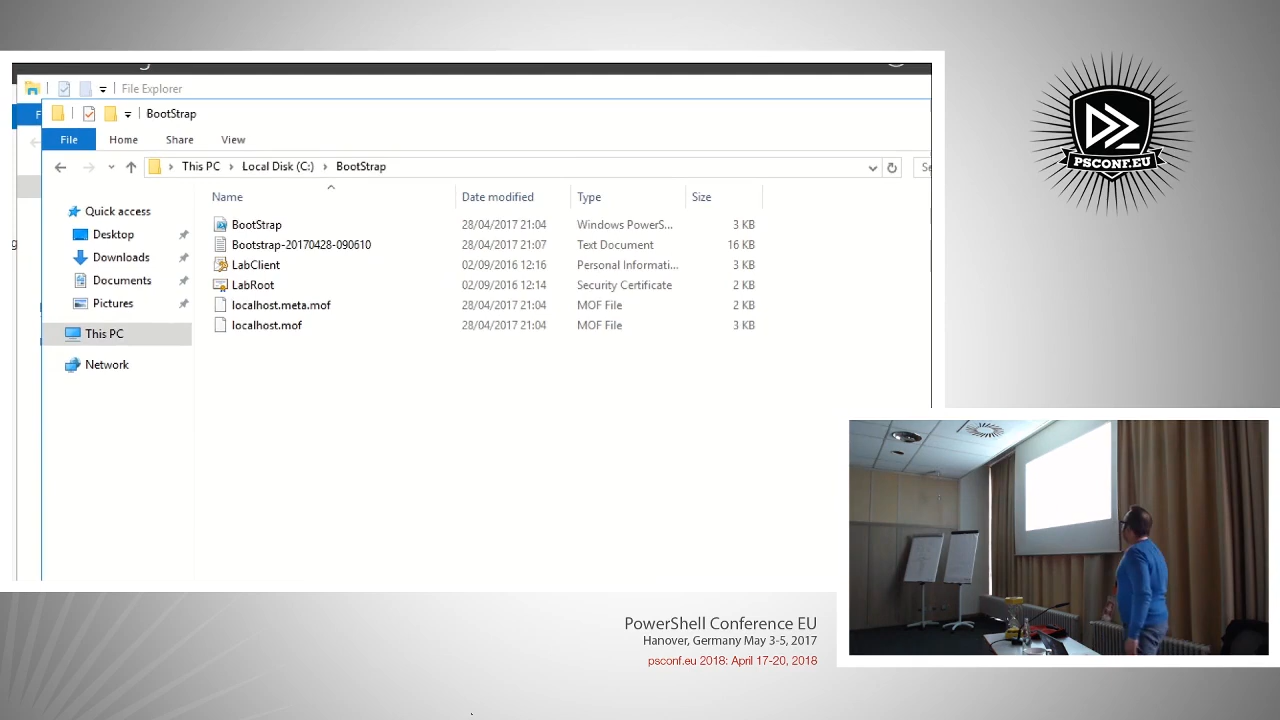 File Explorer
F
BootStrap
File Home Share View
This PC Local Disk (C:) BootStrap Se
Name Date modified Type Size
Quick access
Desktop
Downloads
Documents
Pictures
This PC
Network
BootStrap 28/04/2017 21:04 Windows PowerS... 3 KB
Bootstrap-20170428-090610 28/04/2017 21:07 Text Document 16 KB
LabClient 02/09/2016 12:16 Personal Informati... 3 KB
LabRoot 02/09/2016 12:14 Security Certificate 2 KB
localhost.meta.mof 28/04/2017 21:04 MOF File 2 KB
localhost.mof 28/04/2017 21:04 MOF File 3 KB
PSCONF.EU
PowerShell Conference EU
Hanover, Germany May 3-5, 2017
psconf.eu 2018: April 17-20, 2018